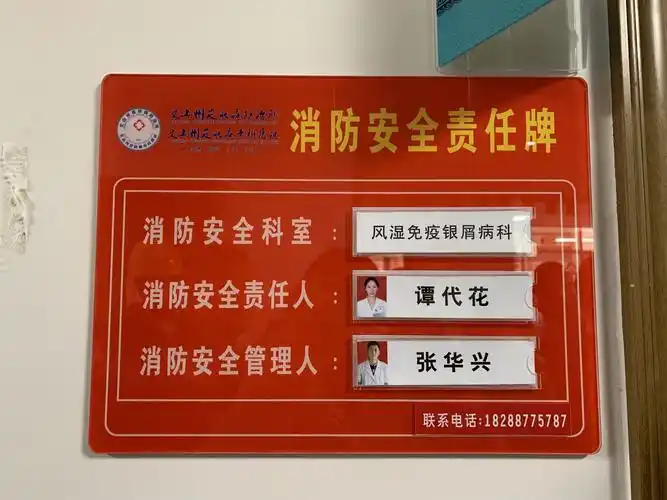 消防安全责任牌
消防安全科室：风湿免疫银屑病科
消防安全责任人：谭代花
消防安全管理人：张华兴
联系电话:18288775787